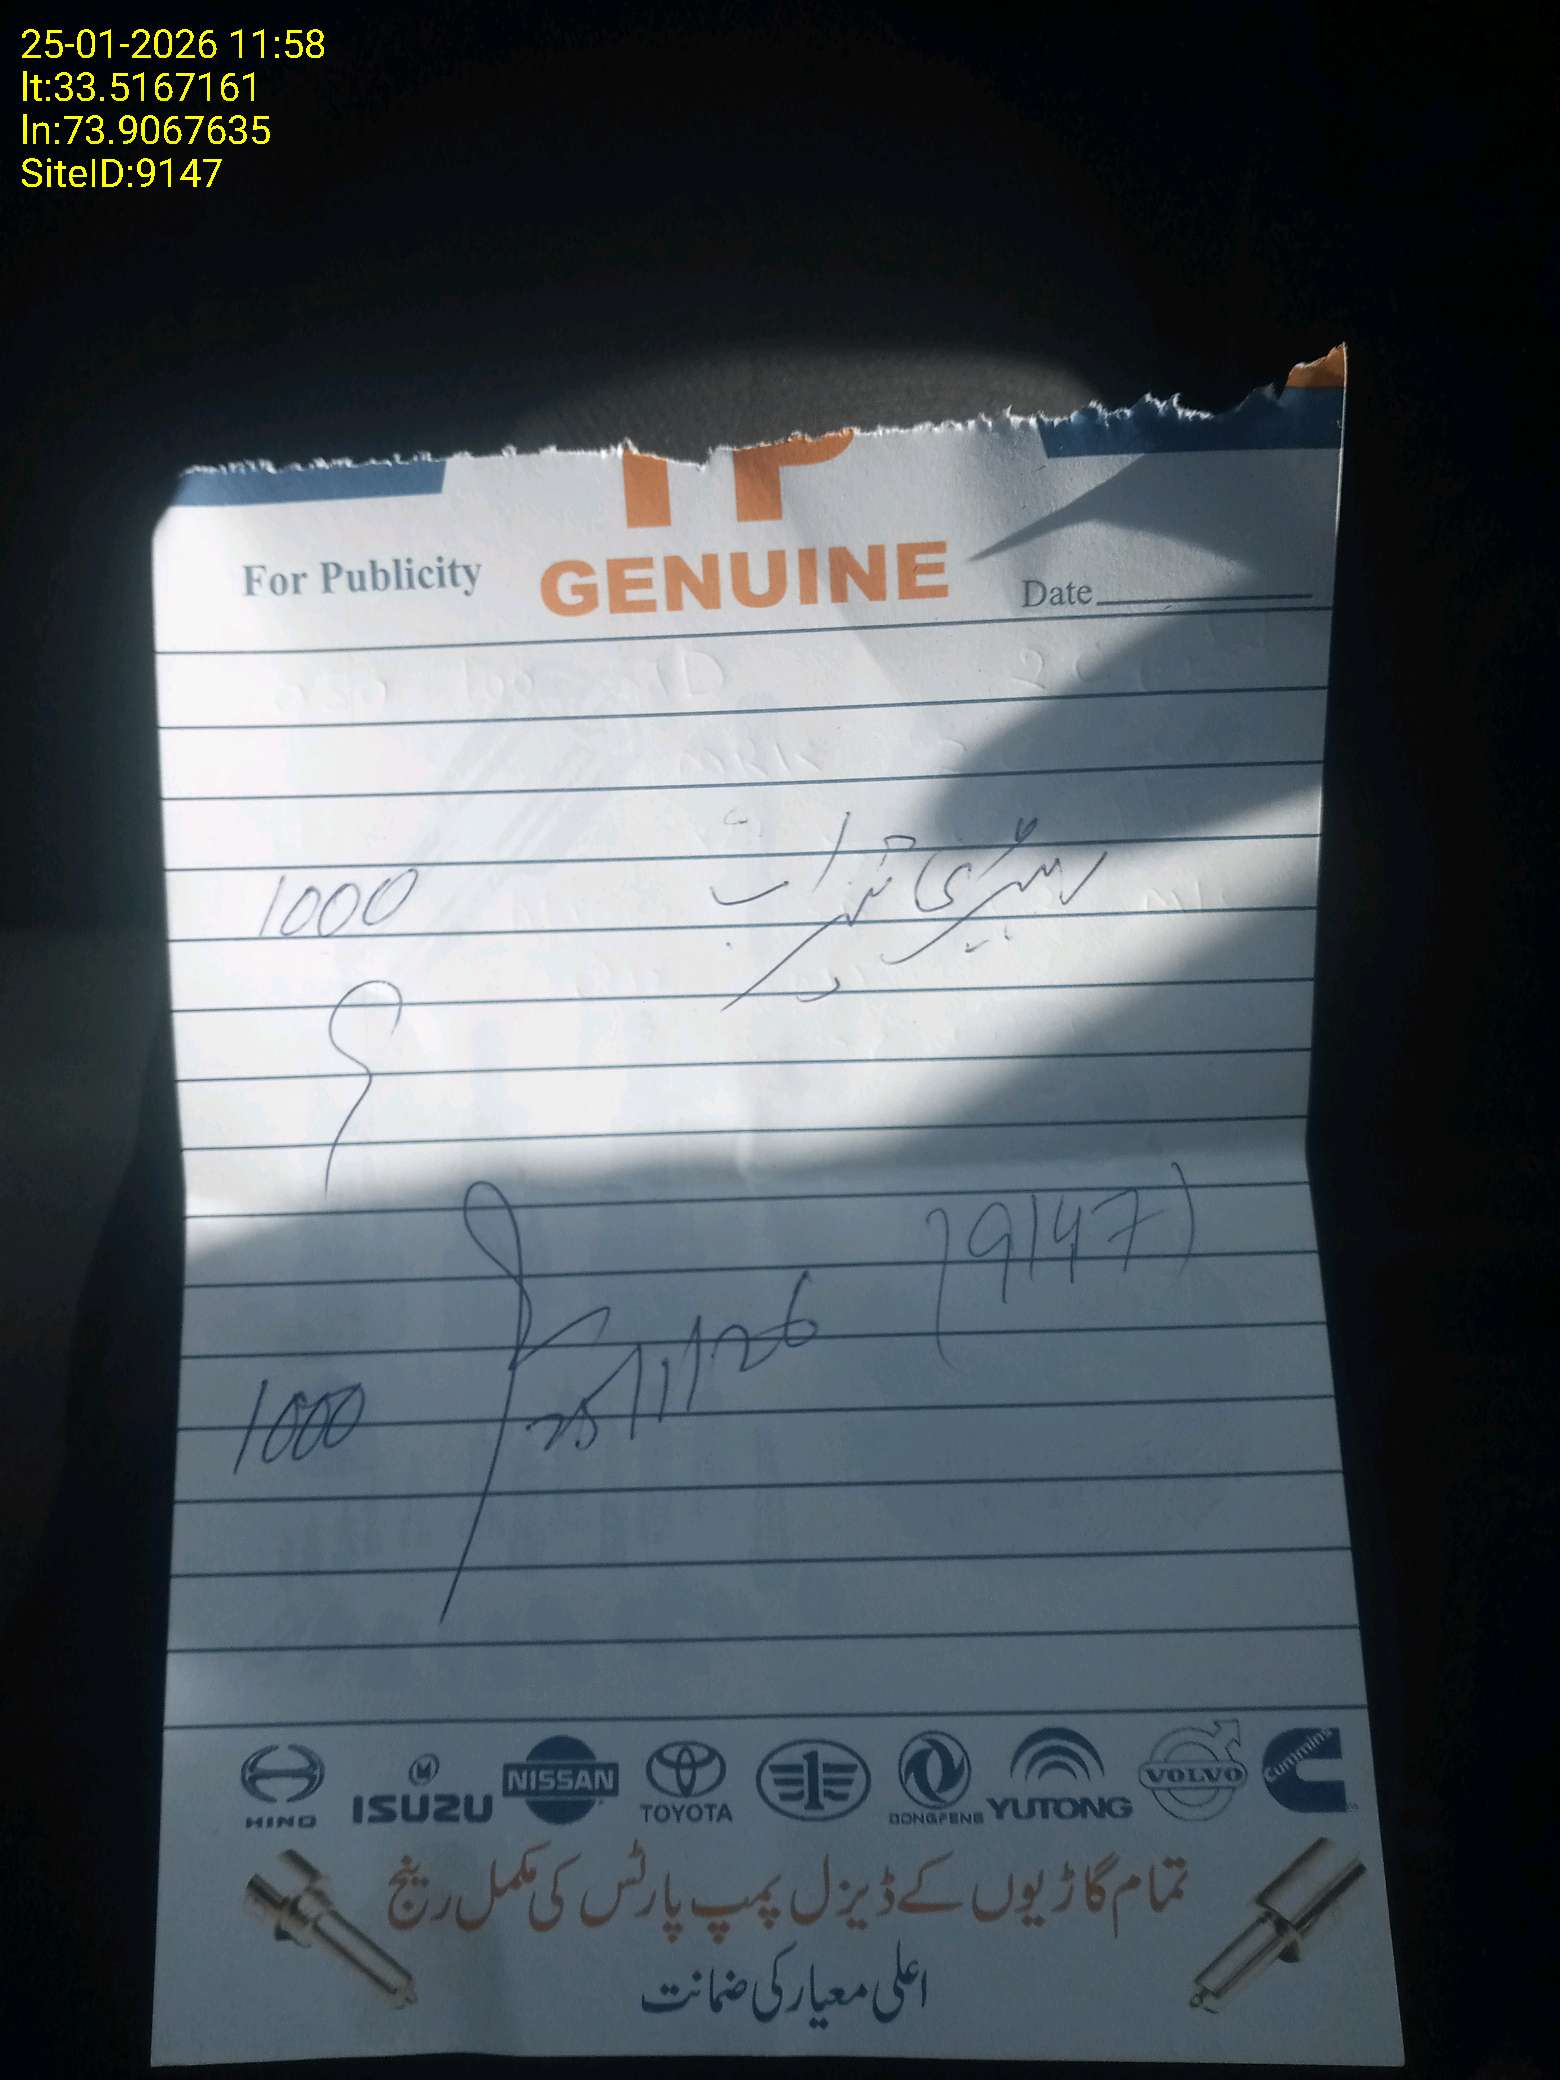 25-01-2026 11:58
lt:33.5167161
ln:73.9067635
SiteID:9147
For Publicity
GENUINE
Date
1000
(9147)
25/1/26
1000
HINO
ISUZU
NISSAN
TOYOTA
DONGFENG
YUTONG
VOLVO
Cummins
تمام گاڑیوں کے ڈیزل پمپ پارٹس کی مکمل رینج
اعلی معیار کی ضمانت